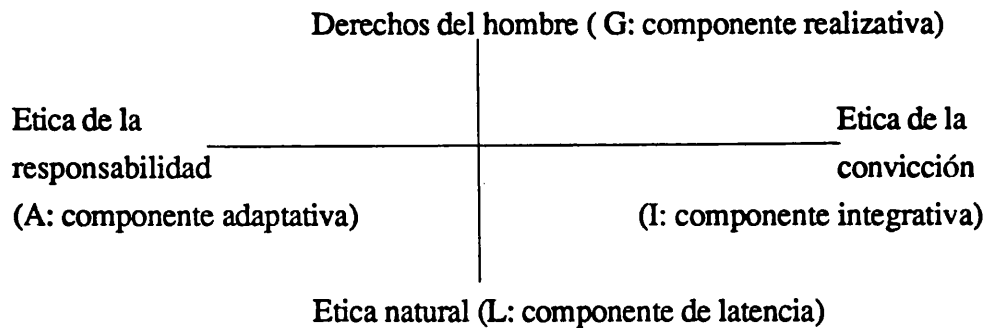 Derechos del hombre ( G: componente realizativa)
Etica de la
responsabilidad
(A: componente adaptativa)
Etica de la
convicción
(I: componente integrativa)
Etica natural (L: componente de latencia)